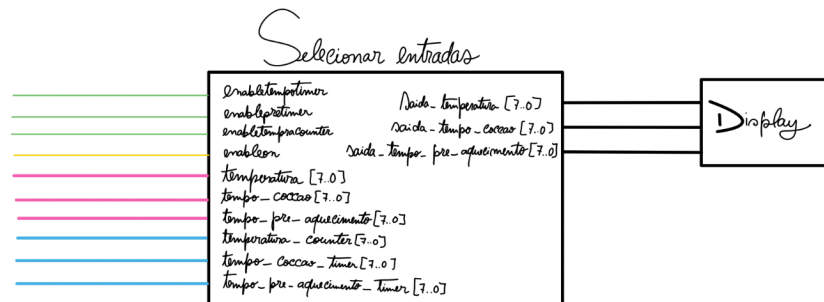 Selecionar entradas
enabletempotimer
enablepretimer
enabletempracounter
enableon
temperatura [7..0]
tempo_coccao [7..0]
tempo_pre_aquecimento [7..0]
temperatura_counter [7..0]
tempo_coccao_timer [7..0]
tempo_pre_aquecimento_timer [7..0]
Saida_temperatura [7..0]
saida_tempo_coccao [7..0]
saida_tempo_pre_aquecimento [7..0]
Display